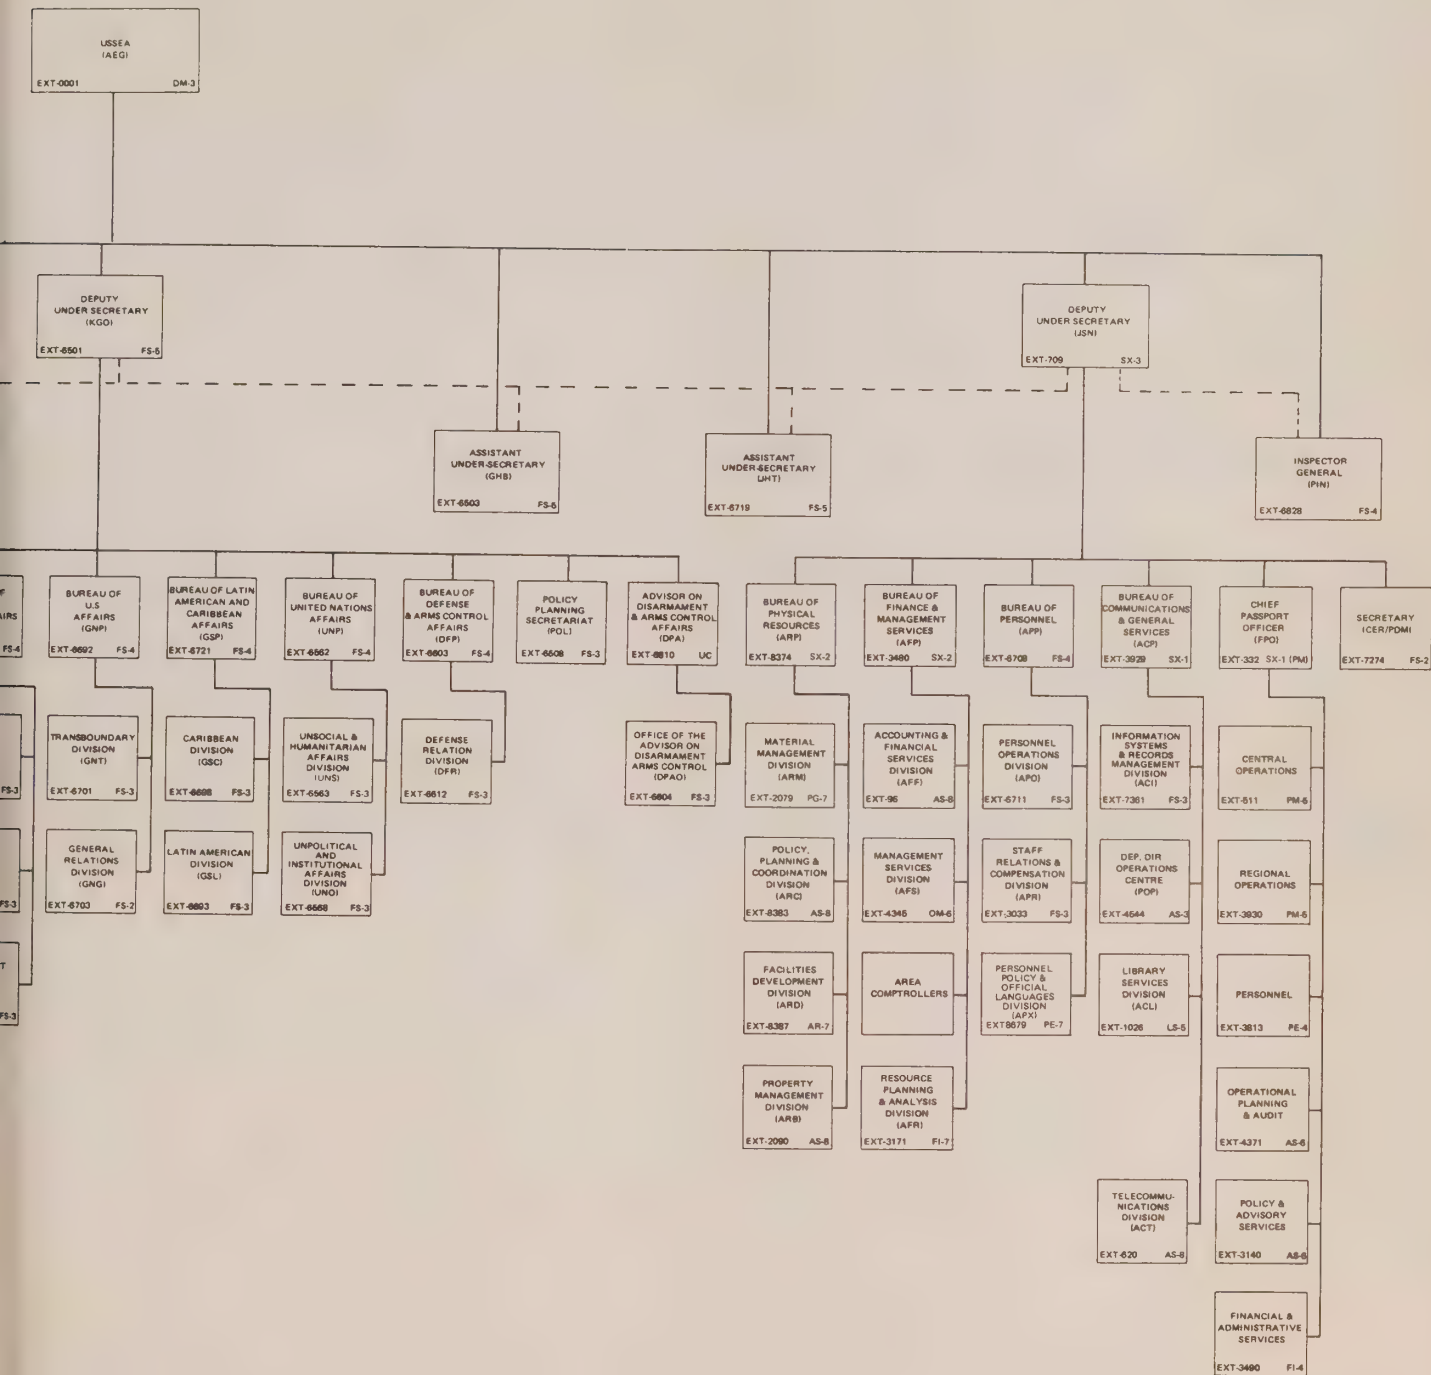 USSEA
(AEG)
EXT-0001 DM-3
DEPUTY
UNDER SECRETARY
(KGO)
EXT-6501 FS-5
DEPUTY
UNDER SECRETARY
(JSN)
EXT-709 SX-3
ASSISTANT
UNDER-SECRETARY
(GHB)
EXT-6503 FS-5
ASSISTANT
UNDER-SECRETARY
(JHT)
EXT-6719 FS-5
INSPECTOR
GENERAL
(PIN)
EXT-6828 FS-4
AIRS
FS-4
BUREAU OF
U.S
AFFAIRS
(GNP)
EXT-6692 FS-4
BUREAU OF LATIN
AMERICAN AND
CARIBBEAN
AFFAIRS
(GSP)
EXT-6721 FS-4
BUREAU OF
UNITED NATIONS
AFFAIRS
(UNP)
EXT-6562 FS-4
BUREAU OF
DEFENSE
& ARMS CONTROL
AFFAIRS
(DFP)
EXT-6603 FS-4
POLICY
PLANNING
SECRETARIAT
(POL)
EXT-6508 FS-3
ADVISOR ON
DISARMAMENT
& ARMS CONTROL
AFFAIRS
(DPA)
EXT-6610 UC
BUREAU OF
PHYSICAL
RESOURCES
(ARP)
EXT-8374 SX-2
BUREAU OF
FINANCE &
MANAGEMENT
SERVICES
(AFP)
EXT-3480 SX-2
BUREAU OF
PERSONNEL
(APP)
EXT-6708 FS-4
BUREAU OF
COMMUNICATIONS
& GENERAL
SERVICES
(ACP)
EXT-3929 SX-1
CHIEF
PASSPORT
OFFICER
(FPO)
EXT-332 SX-1 (PM)
SECRETARY
(CER/PDM)
EXT-7274 FS-2
FS-3
TRANSBOUNDARY
DIVISION
(GNT)
EXT-6701 FS-3
CARIBBEAN
DIVISION
(GSC)
EXT-6698 FS-3
UNSOCIAL &
HUMANITARIAN
AFFAIRS
DIVISION
(UNS)
EXT-6563 FS-3
DEFENSE
RELATION
DIVISION
(DFR)
EXT-6612 FS-3
OFFICE OF THE
ADVISOR ON
DISARMAMENT
ARMS CONTROL
(DPAO)
EXT-6604 FS-3
MATERIAL
MANAGEMENT
DIVISION
(ARM)
EXT-2079 PG-7
ACCOUNTING &
FINANCIAL
SERVICES
DIVISION
(AFF)
EXT-96 AS-8
PERSONNEL
OPERATIONS
DIVISION
(APO)
EXT-6711 FS-3
INFORMATION
SYSTEMS
& RECORDS
MANAGEMENT
DIVISION
(ACI)
EXT-7361 FS-3
CENTRAL
OPERATIONS
EXT-511 PM-6
FS-3
GENERAL
RELATIONS
DIVISION
(GNG)
EXT-6703 FS-2
LATIN AMERICAN
DIVISION
(GSL)
EXT-6693 FS-3
UNPOLITICAL
AND
INSTITUTIONAL
AFFAIRS
DIVISION
(UNO)
EXT-6568 FS-3
POLICY,
PLANNING &
COORDINATION
DIVISION
(ARC)
EXT-8383 AS-8
MANAGEMENT
SERVICES
DIVISION
(AFS)
EXT-4345 OM-6
STAFF
RELATIONS &
COMPENSATION
DIVISION
(APR)
EXT-3033 FS-3
DEP. DIR
OPERATIONS
CENTRE
(POP)
EXT-4544 AS-3
REGIONAL
OPERATIONS
EXT-3930 PM-6
T
FS-3
FACILITIES
DEVELOPMENT
DIVISION
(ARD)
EXT-8387 AR-7
AREA
COMPTROLLERS
PERSONNEL
POLICY &
OFFICIAL
LANGUAGES
DIVISION
(APX)
EXT8679 PE-7
LIBRARY
SERVICES
DIVISION
(ACL)
EXT-1026 LS-5
PERSONNEL
EXT-3813 PE-4
PROPERTY
MANAGEMENT
DIVISION
(ARB)
EXT-2090 AS-8
RESOURCE
PLANNING
& ANALYSIS
DIVISION
(AFR)
EXT-3171 FI-7
OPERATIONAL
PLANNING
& AUDIT
EXT-4371 AS-6
TELECOMMU-
NICATIONS
DIVISION
(ACT)
EXT-620 AS-8
POLICY &
ADVISORY
SERVICES
EXT-3140 AS-6
FINANCIAL &
ADMINISTRATIVE
SERVICES
EXT-3490 FI-4